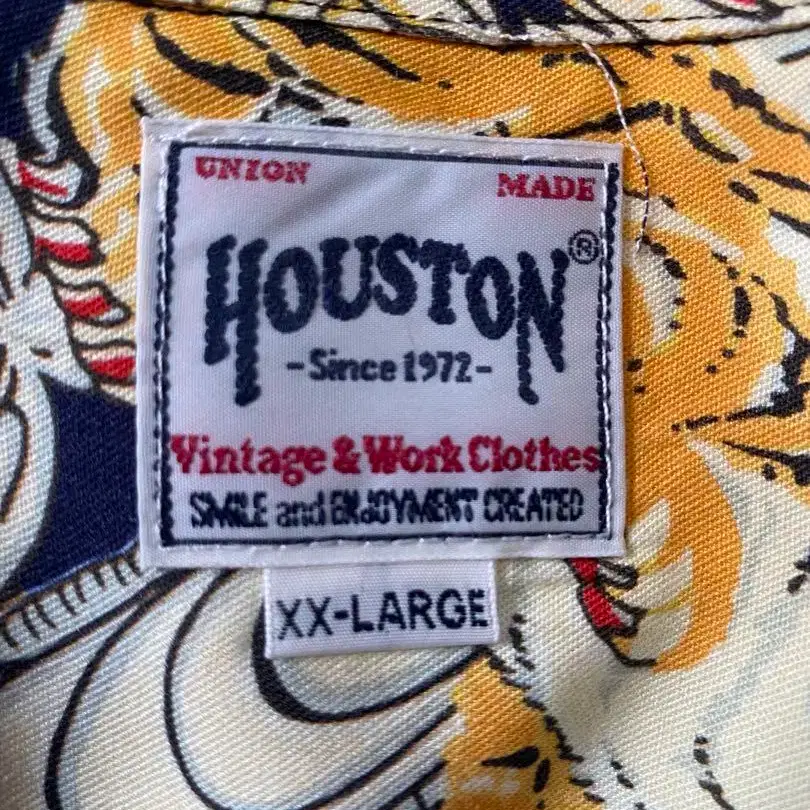 UNION MADE
HOUSTON®
-Since 1972-
Vintage & Work Clothes
SMILE and ENJOYMENT CREATED
XX-LARGE